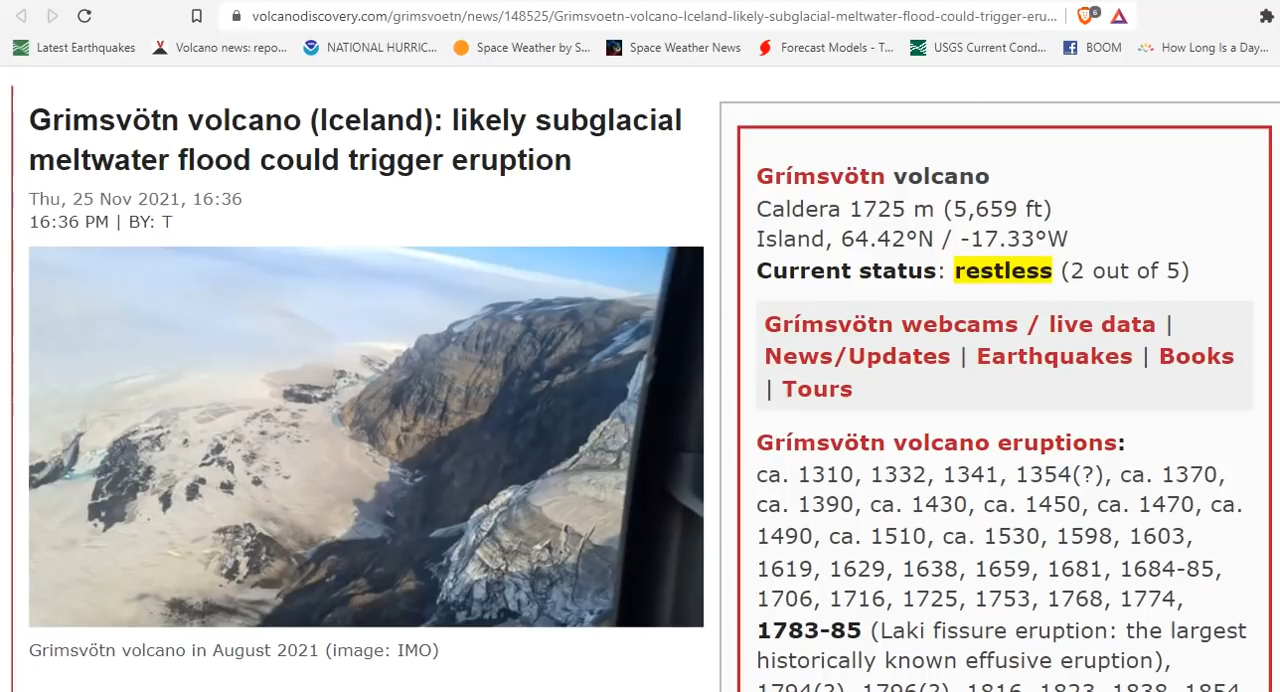 volcanodiscovery.com/grimsvoetn/news/148525/Grimsvoetn-volcano-Iceland-likely-subglacial-meltwater-flood-could-trigger-eru...
6
Latest Earthquakes
Volcano news: repo...
NATIONAL HURRIC...
Space Weather by S...
Space Weather News
Forecast Models - T...
USGS Current Cond...
BOOM
How Long Is a Day...
Grimsvötn volcano (Iceland): likely subglacial
meltwater flood could trigger eruption
Thu, 25 Nov 2021, 16:36
16:36 PM | BY: T
Grimsvötn volcano in August 2021 (image: IMO)
Grímsvötn volcano
Caldera 1725 m (5,659 ft)
Island, 64.42°N / -17.33°W
Current status: restless (2 out of 5)
Grímsvötn webcams / live data |
News/Updates | Earthquakes | Books
| Tours
Grímsvötn volcano eruptions:
ca. 1310, 1332, 1341, 1354(?), ca. 1370,
ca. 1390, ca. 1430, ca. 1450, ca. 1470, ca.
1490, ca. 1510, ca. 1530, 1598, 1603,
1619, 1629, 1638, 1659, 1681, 1684-85,
1706, 1716, 1725, 1753, 1768, 1774,
1783-85 (Laki fissure eruption: the largest
historically known effusive eruption),
1794(?), 1796(?), 1816, 1823, 1838, 1854